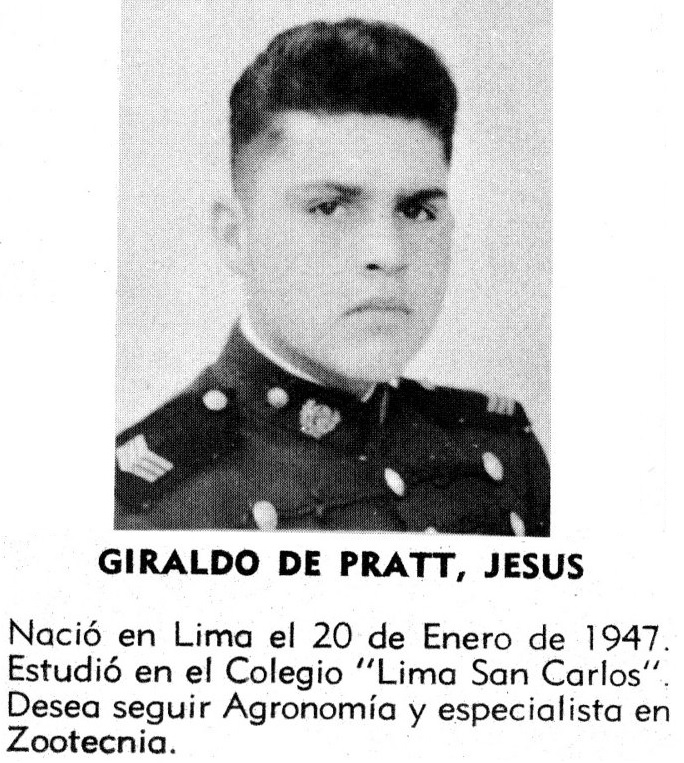 GIRALDO DE PRATT, JESUS
Nació en Lima el 20 de Enero de 1947.
Estudió en el Colegio "Lima San Carlos".
Desea seguir Agronomía y especialista en
Zootecnia.